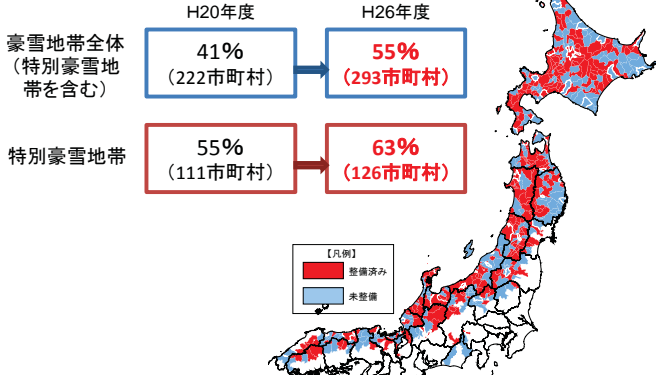 H20年度
H26年度
豪雪地帯全体
（特別豪雪地
帯を含む）
41%
（222市町村）
55%
（293市町村）
特別豪雪地帯
55%
（111市町村）
63%
（126市町村）
【凡例】
整備済み
未整備